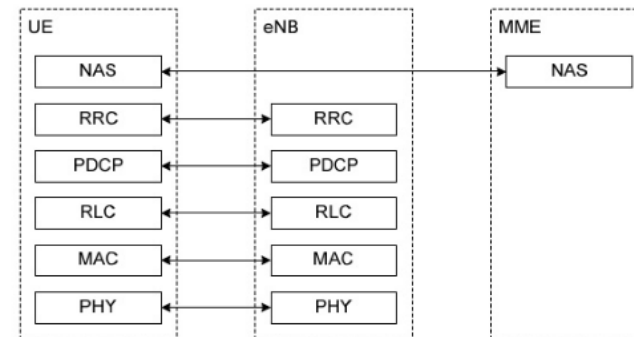 UE eNB MME
NAS NAS
RRC RRC
PDCP PDCP
RLC RLC
MAC MAC
PHY PHY